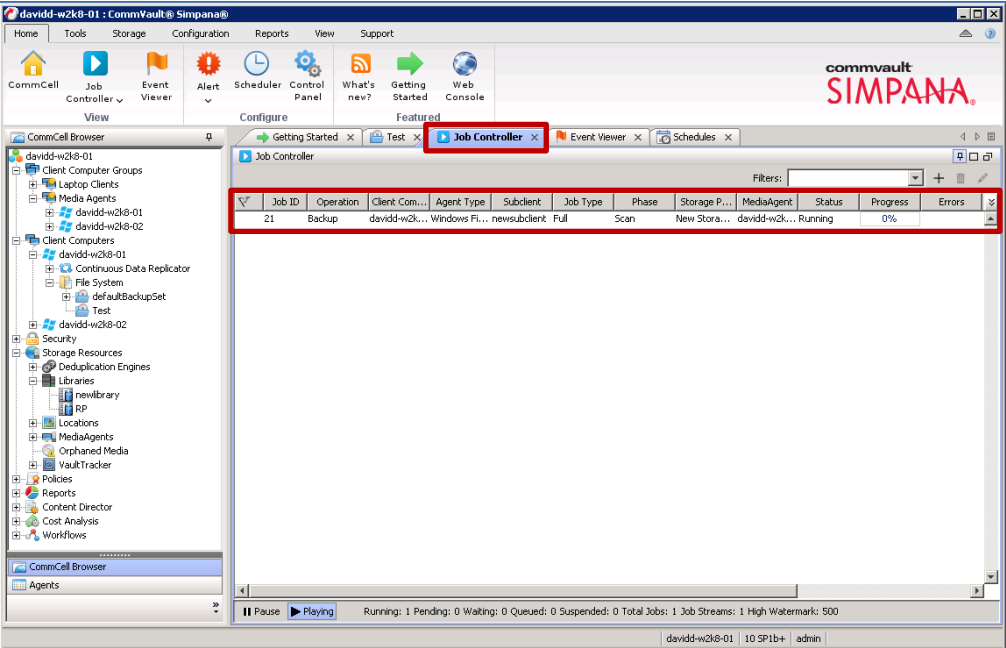 davidd-w2k8-01 : CommVault® Simpana®
Home Tools Storage Configuration Reports View Support
CommCell Job Controller Event Viewer Alert Scheduler Control Panel What's new? Getting Started Web Console
View Configure Featured
commvault
SIMPANA®
CommCell Browser
Getting Started Test Job Controller Event Viewer Schedules
davidd-w2k8-01
Client Computer Groups
Laptop Clients
Media Agents
davidd-w2k8-01
davidd-w2k8-02
Client Computers
davidd-w2k8-01
Continuous Data Replicator
File System
defaultBackupSet
Test
davidd-w2k8-02
Security
Storage Resources
Deduplication Engines
Libraries
newlibrary
RP
Locations
MediaAgents
Orphaned Media
VaultTracker
Policies
Reports
Content Director
Cost Analysis
Workflows
CommCell Browser
Agents
Job Controller
Filters:
Job ID Operation Client Com... Agent Type Subclient Job Type Phase Storage P... MediaAgent Status Progress Errors
21 Backup davidd-w2k... Windows Fi... newsubclient Full Scan New Stora... davidd-w2k... Running 0%
Pause Playing Running: 1 Pending: 0 Waiting: 0 Queued: 0 Suspended: 0 Total Jobs: 1 Job Streams: 1 High Watermark: 500
davidd-w2k8-01 10 SP1b+ admin